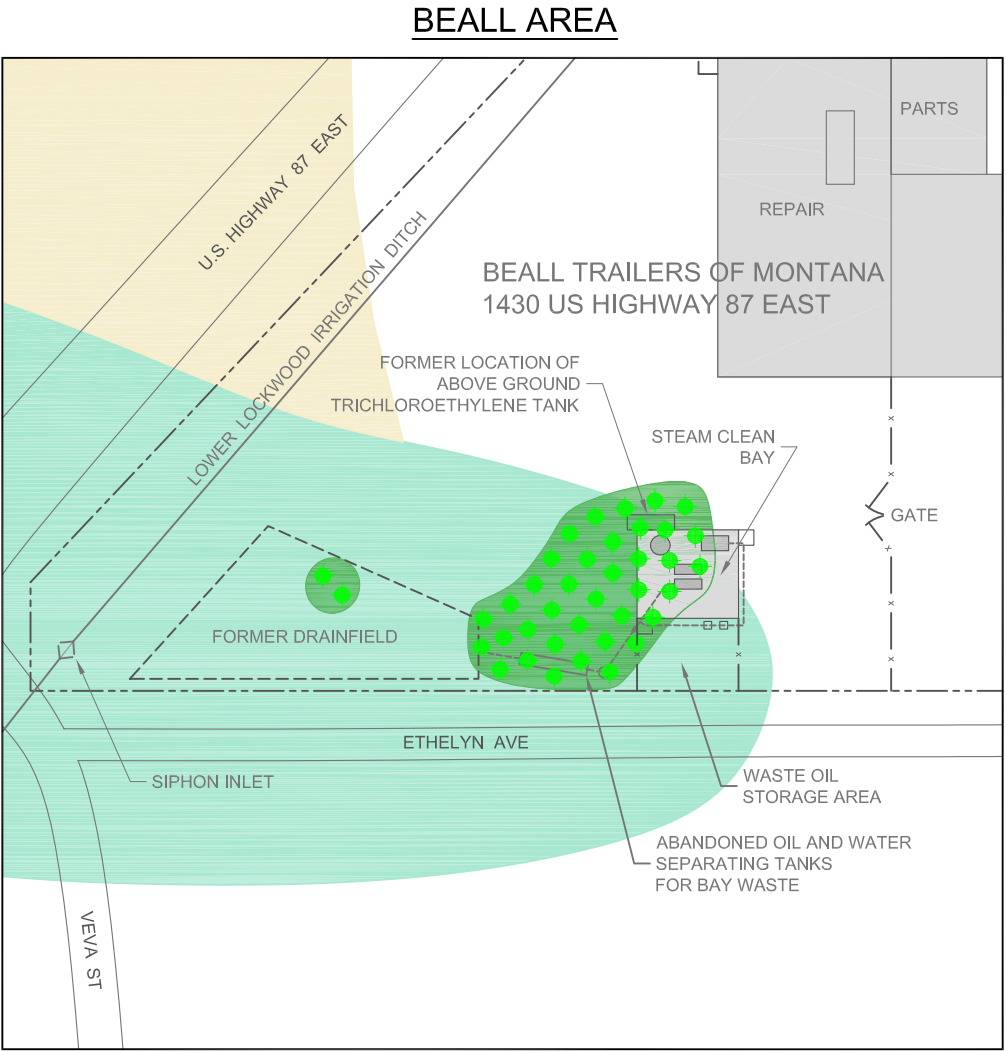 BEALL AREA
PARTS
U.S. HIGHWAY 87 EAST
REPAIR
LOWER LOCKWOOD IRRIGATION DITCH
BEALL TRAILERS OF MONTANA
1430 US HIGHWAY 87 EAST
FORMER LOCATION OF
ABOVE GROUND
TRICHLOROETHYLENE TANK
STEAM CLEAN
BAY
GATE
FORMER DRAINFIELD
ETHELYN AVE
SIPHON INLET
WASTE OIL
STORAGE AREA
ABANDONED OIL AND WATER
SEPARATING TANKS
FOR BAY WASTE
VEVA ST